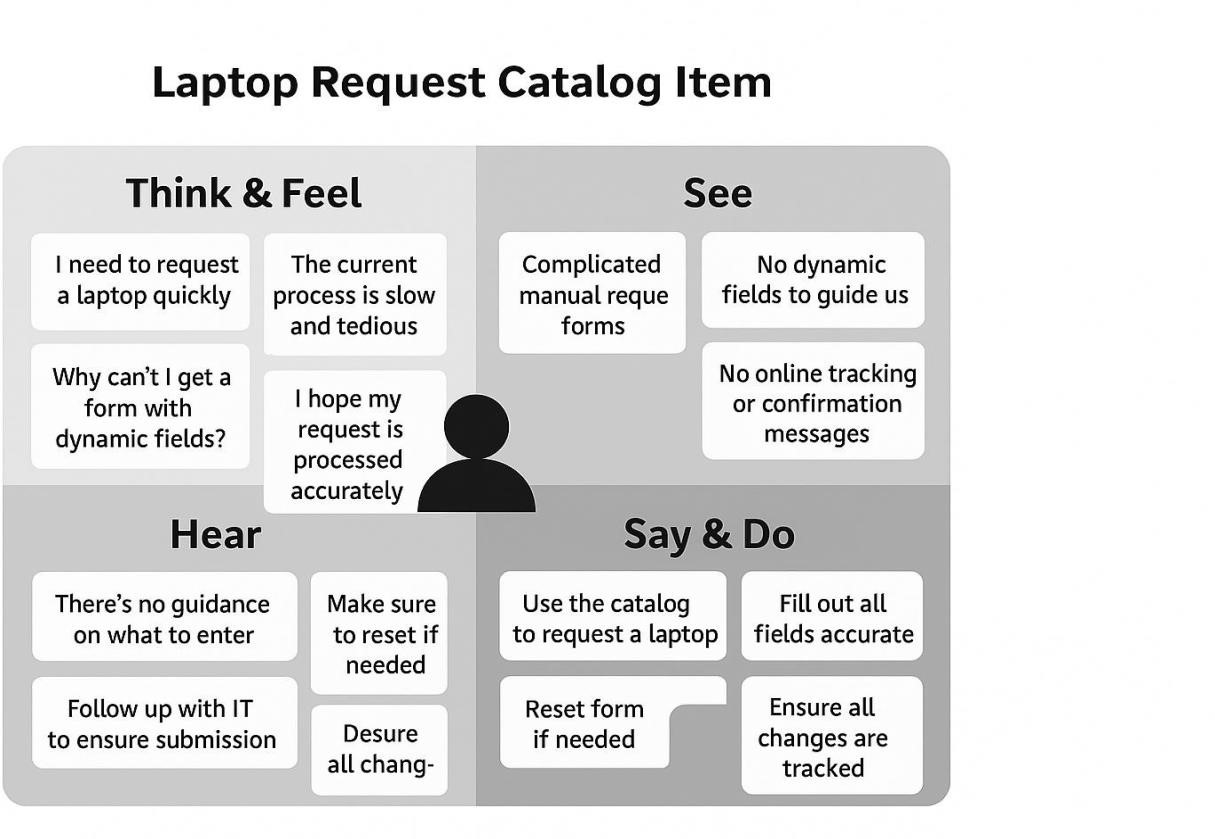 Laptop Request Catalog Item
Think & Feel
I need to request
a laptop quickly
The current
process is slow
and tedious
Why can’t I get a
form with
dynamic fields?
I hope my
request is
processed
accurately
See
Complicated
manual reque
forms
No dynamic
fields to guide us
No online tracking
or confirmation
messages
Hear
There’s no guidance
on what to enter
Make sure
to reset if
needed
Follow up with IT
to ensure submission
Desure
all chang-
Say & Do
Use the catalog
to request a laptop
Fill out all
fields accurate
Reset form
if needed
Ensure all
changes are
tracked